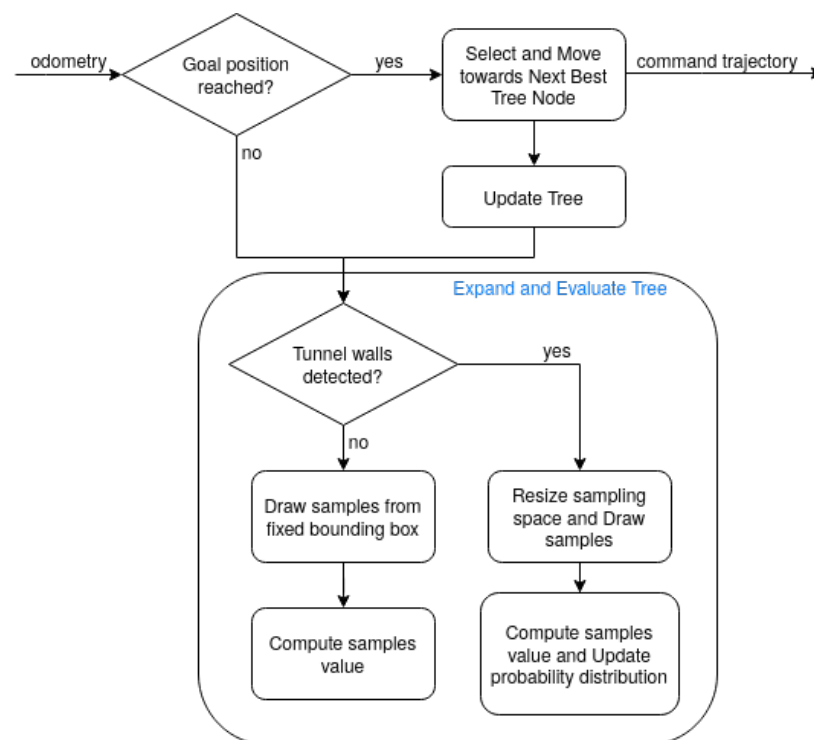 odometry
Goal position
reached?
yes
Select and Move
towards Next Best
Tree Node
command trajectory
no
Update Tree
Expand and Evaluate Tree
Tunnel walls
detected?
yes
no
Draw samples from
fixed bounding box
Resize sampling
space and Draw
samples
Compute samples
value
Compute samples
value and Update
probability distribution